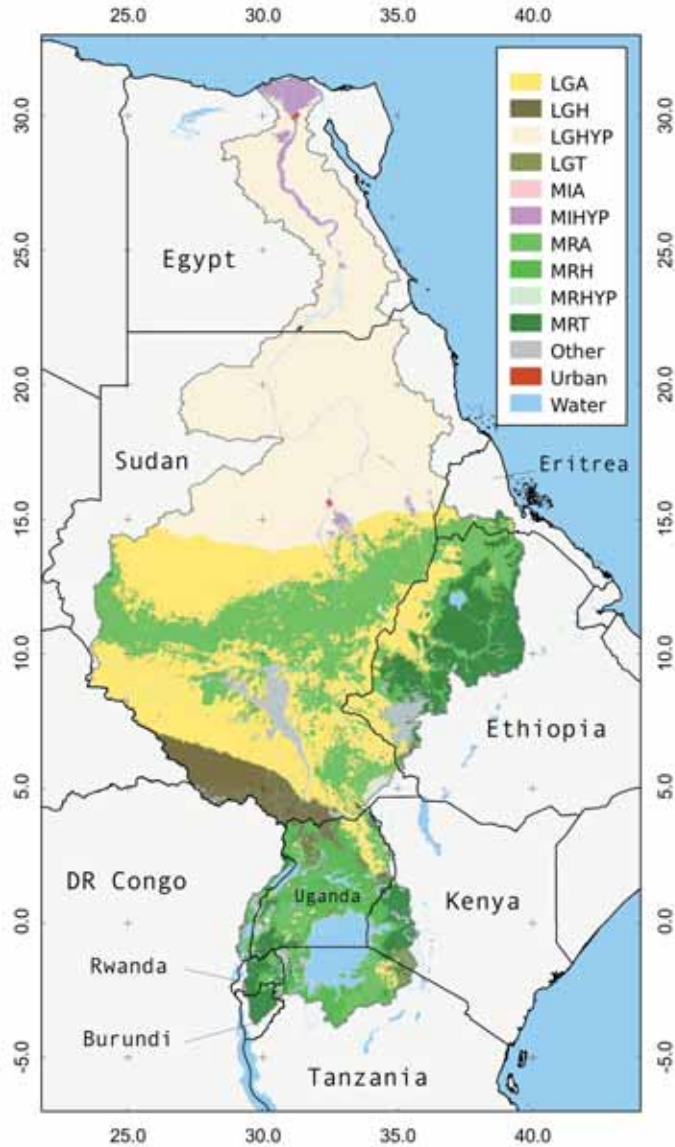 25.0 30.0 35.0 40.0
LGA
LGH
LGHYP
LGT
MIA
MIHYP
MRA
MRH
MRHYP
MRT
Other
Urban
Water
30.0 30.0
25.0 25.0
Egypt
20.0 20.0
Sudan
Eritrea
15.0 15.0
10.0 10.0
Ethiopia
5.0 5.0
DR Congo
Uganda
Kenya
0.0 0.0
Rwanda
Burundi
-5.0 -5.0
Tanzania
25.0 30.0 35.0 40.0